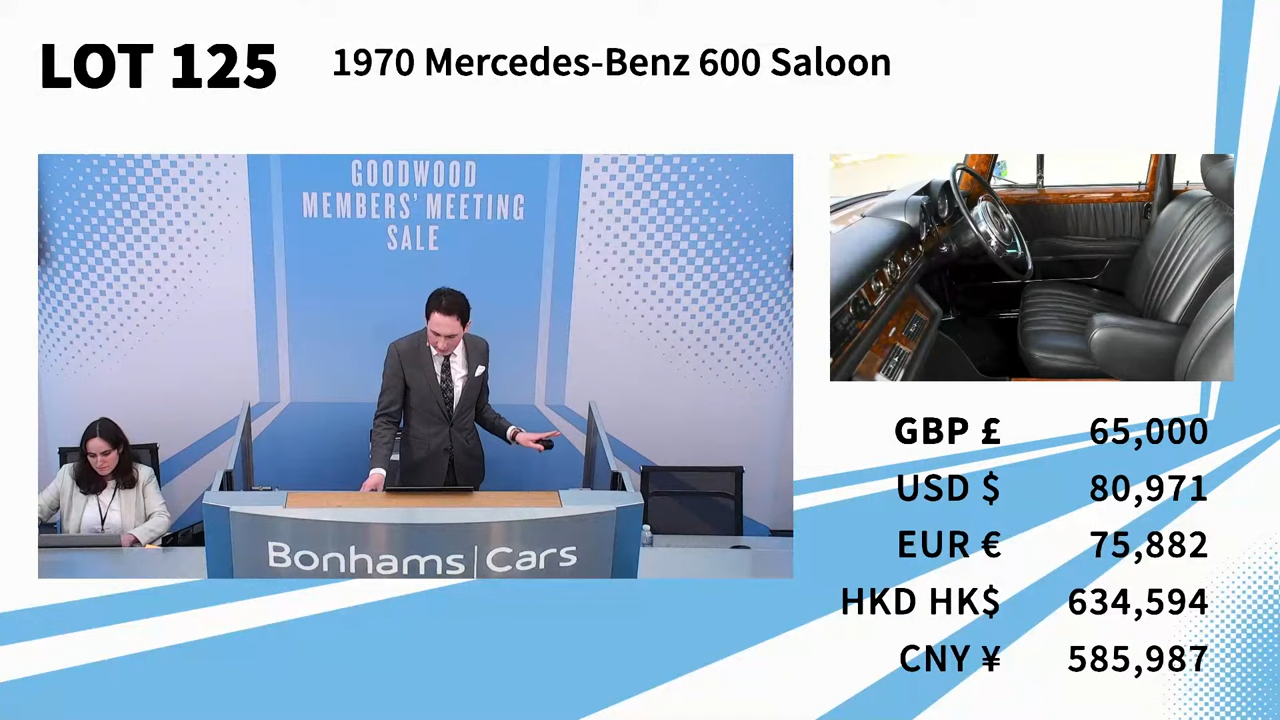 LOT 125
1970 Mercedes-Benz 600 Saloon
GOODWOOD
MEMBERS' MEETING
SALE
Bonhams|Cars
GBP £ 65,000
USD $ 80,971
EUR € 75,882
HKD HK$ 634,594
CNY ¥ 585,987